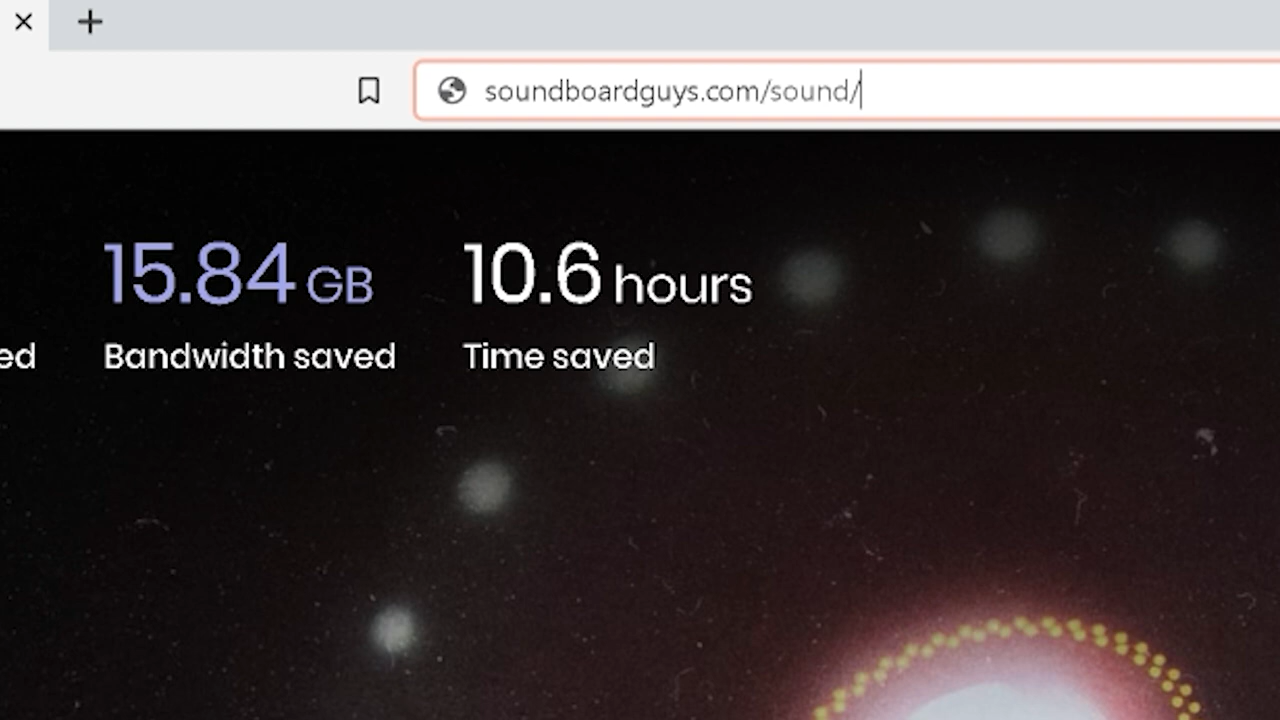 soundboardguys.com/sound/
15.84 GB
10.6 hours
ed
Bandwidth saved
Time saved